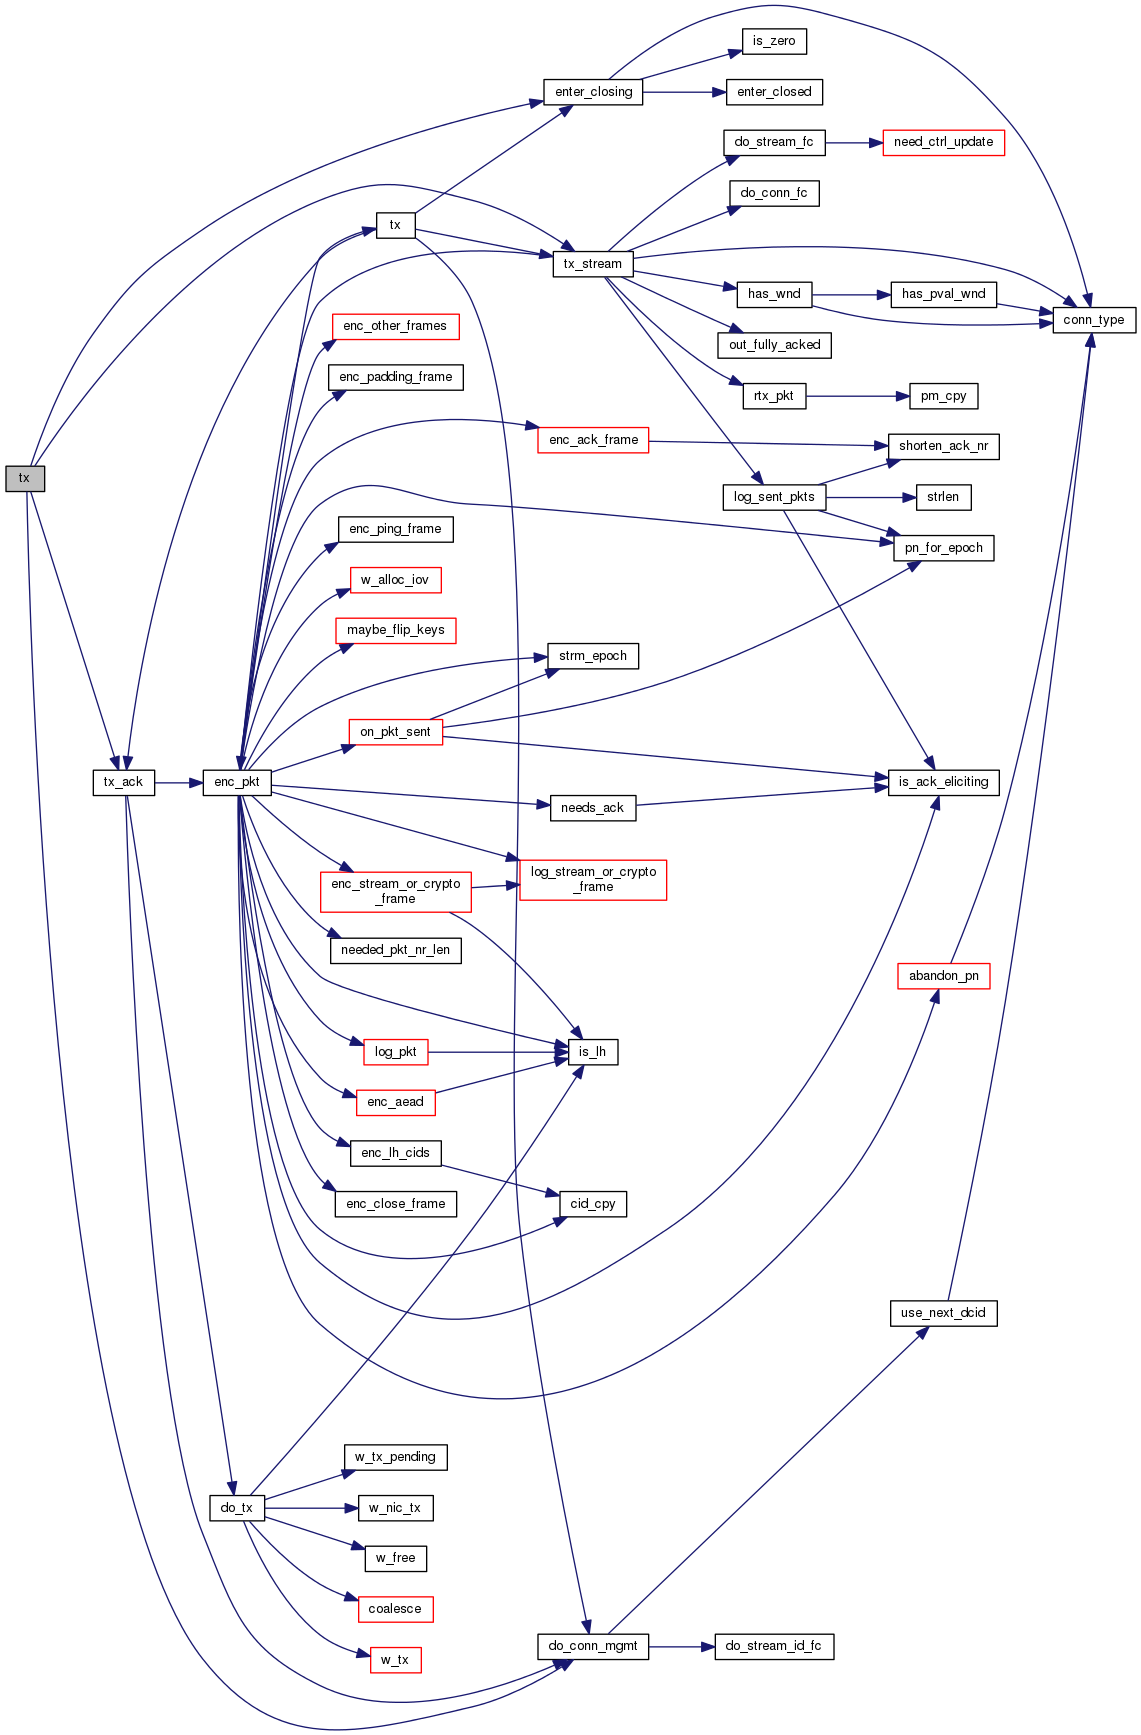 is_zero
enter_closing
enter_closed
do_stream_fc
need_ctrl_update
do_conn_fc
tx
tx_stream
has_wnd
has_pval_wnd
conn_type
enc_other_frames
out_fully_acked
enc_padding_frame
rtx_pkt
pm_cpy
enc_ack_frame
shorten_ack_nr
tx
log_sent_pkts
strlen
enc_ping_frame
pn_for_epoch
w_alloc_iov
maybe_flip_keys
strm_epoch
on_pkt_sent
tx_ack
enc_pkt
is_ack_eliciting
needs_ack
enc_stream_or_crypto
_frame
log_stream_or_crypto
_frame
needed_pkt_nr_len
abandon_pn
log_pkt
is_lh
enc_aead
enc_lh_cids
enc_close_frame
cid_cpy
use_next_dcid
w_tx_pending
do_tx
w_nic_tx
w_free
coalesce
do_conn_mgmt
do_stream_id_fc
w_tx